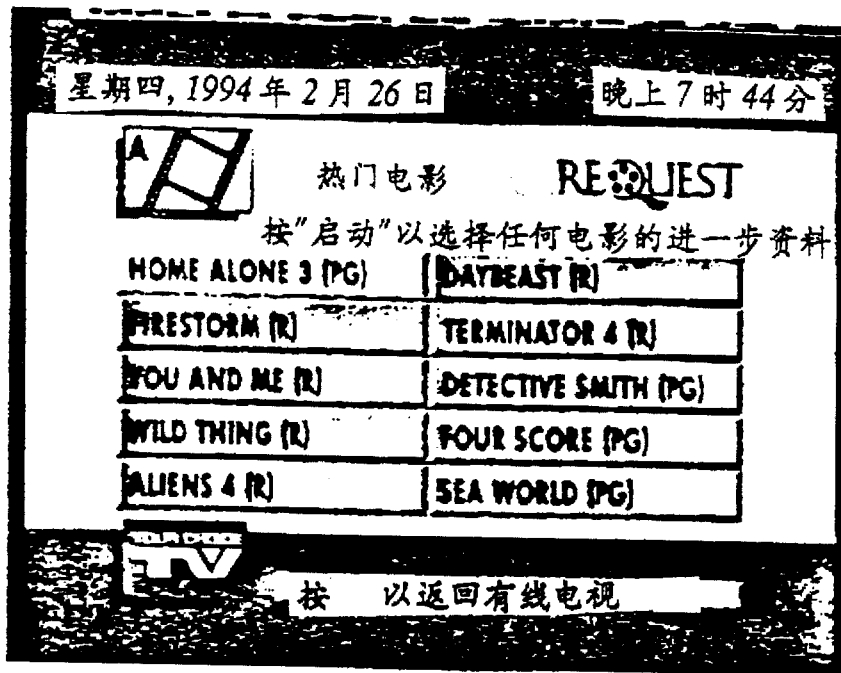 星期四, 1994 年 2 月 26 日
晚上 7 时 44 分
A
热门电影
REQUEST
按"启动"以选择任何电影的进一步资料
HOME ALONE 3 (PG)
DAYBEAST (R)
FIRESTORM (R)
TERMINATOR 4 (R)
YOU AND ME (R)
DETECTIVE SMITH (PG)
WILD THING (R)
FOUR SCORE (PG)
ALIENS 4 (R)
SEA WORLD (PG)
YOUR CHOICE
TV
按 以返回有线电视